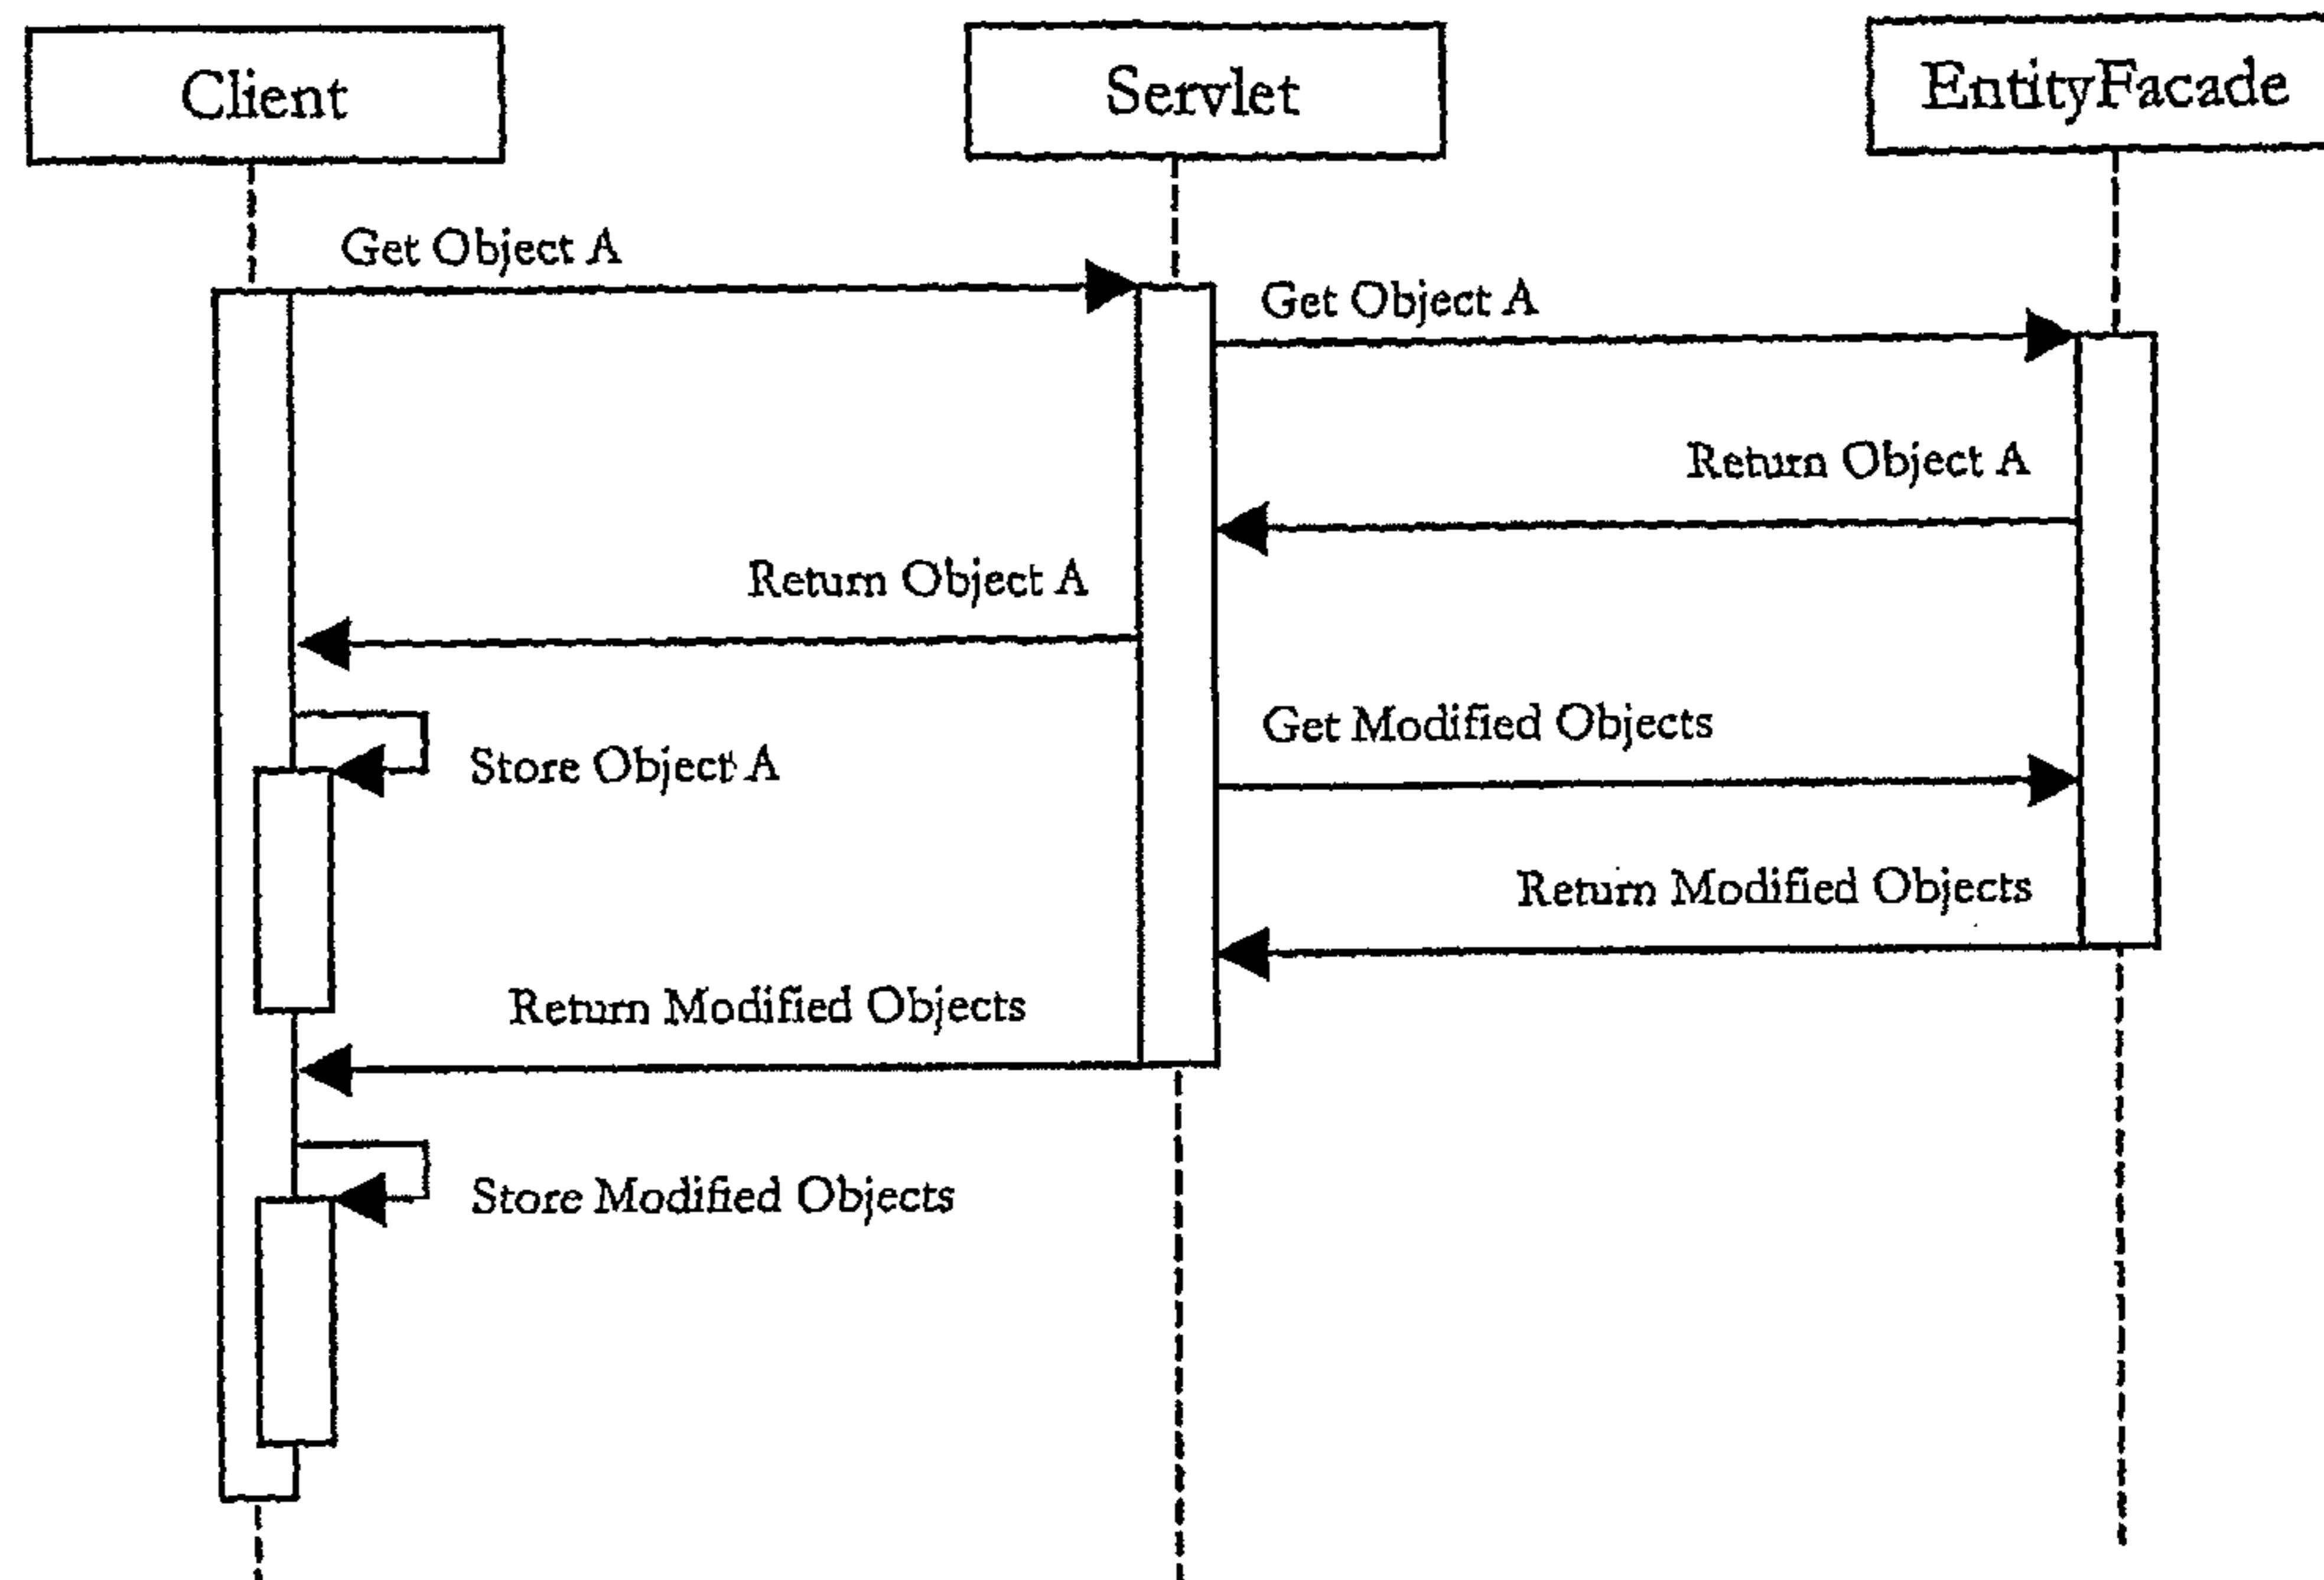 Client
Servlet
EntityFacade
Get Object A
Get Object A
Return Object A
Return Object A
Get Modified Objects
Store Object A
Return Modified Objects
Return Modified Objects
Store Modified Objects